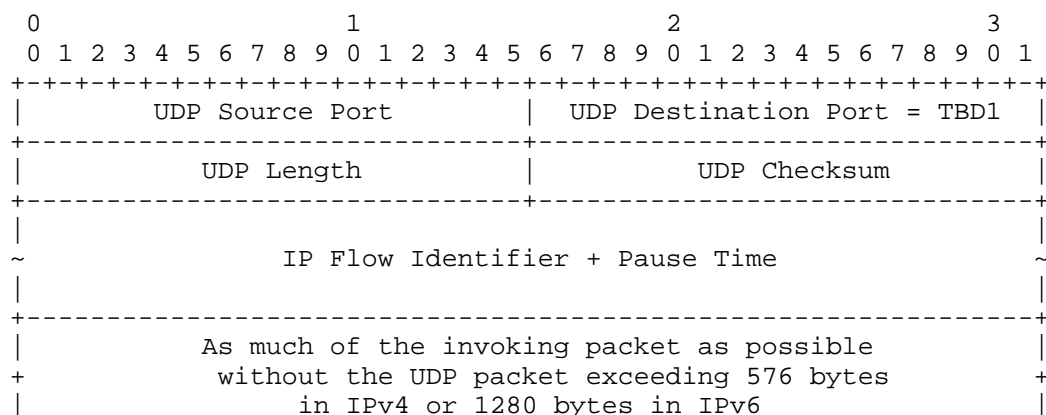 0                   1                   2                   3
0 1 2 3 4 5 6 7 8 9 0 1 2 3 4 5 6 7 8 9 0 1 2 3 4 5 6 7 8 9 0 1
+-+-+-+-+-+-+-+-+-+-+-+-+-+-+-+-+-+-+-+-+-+-+-+-+-+-+-+-+-+-+-+-+
|        UDP Source Port        |  UDP Destination Port = TBD1  |
+-------------------------------+-------------------------------+
|           UDP Length          |          UDP Checksum         |
+-------------------------------+-------------------------------+
|                                                               |
~                IP Flow Identifier + Pause Time                ~
|                                                               |
+---------------------------------------------------------------+
|           As much of the invoking packet as possible          |
+            without the UDP packet exceeding 576 bytes         +
|                 in IPv4 or 1280 bytes in IPv6                 |